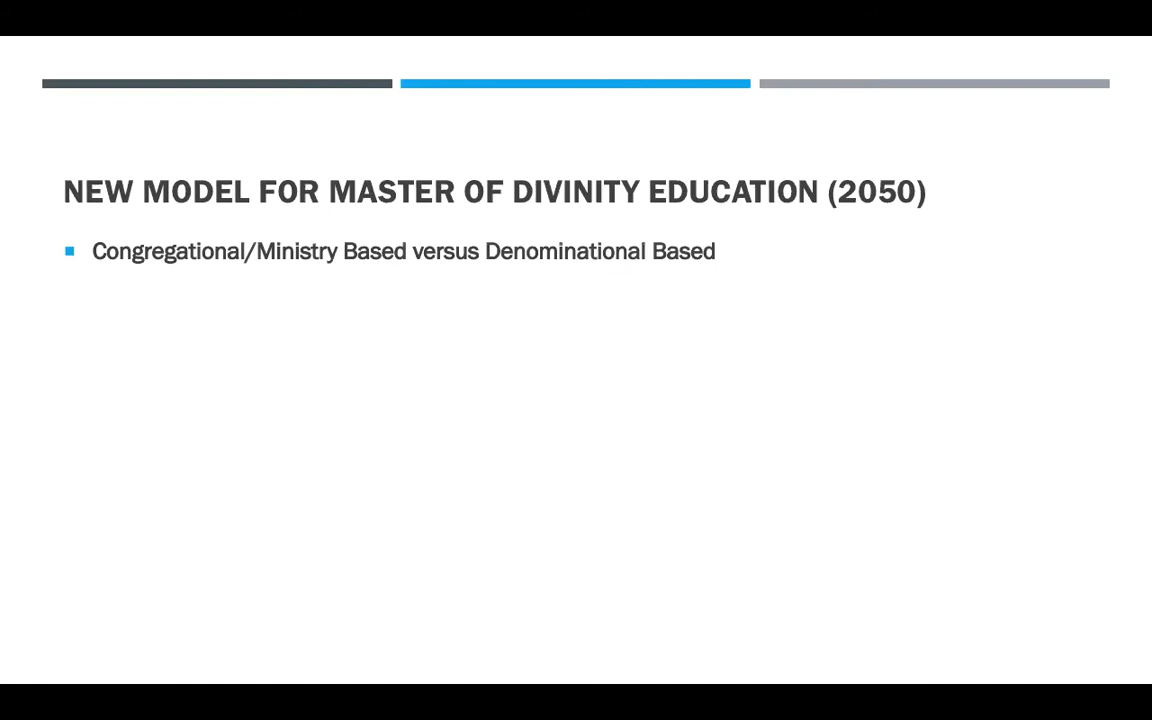 NEW MODEL FOR MASTER OF DIVINITY EDUCATION (2050)
Congregational/Ministry Based versus Denominational Based